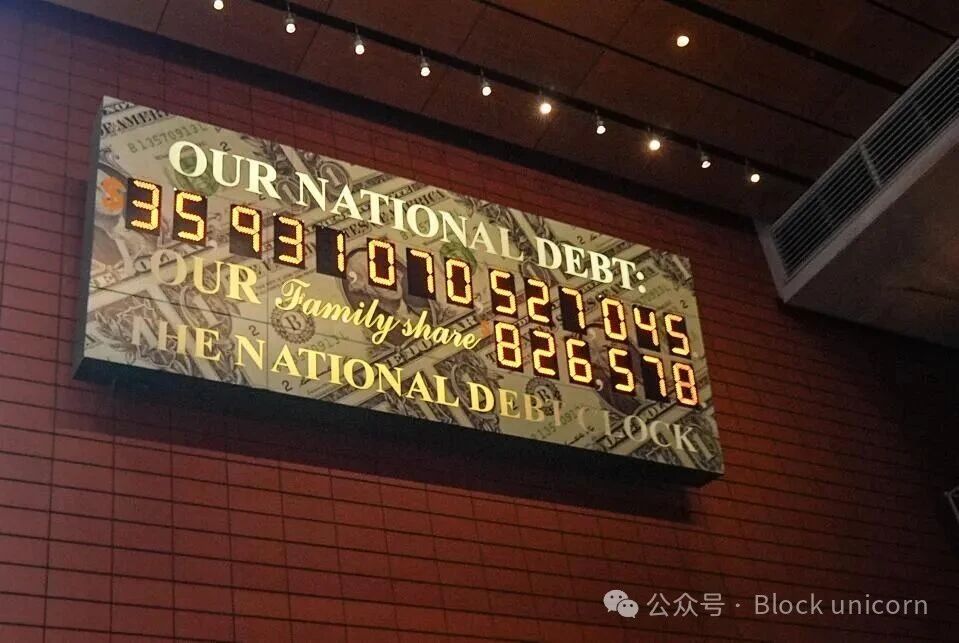 OUR NATIONAL DEBT:
$35,931,070,527,045
OUR Family share $826,578
THE NATIONAL DEBT CLOCK
公众号 · Block unicorn